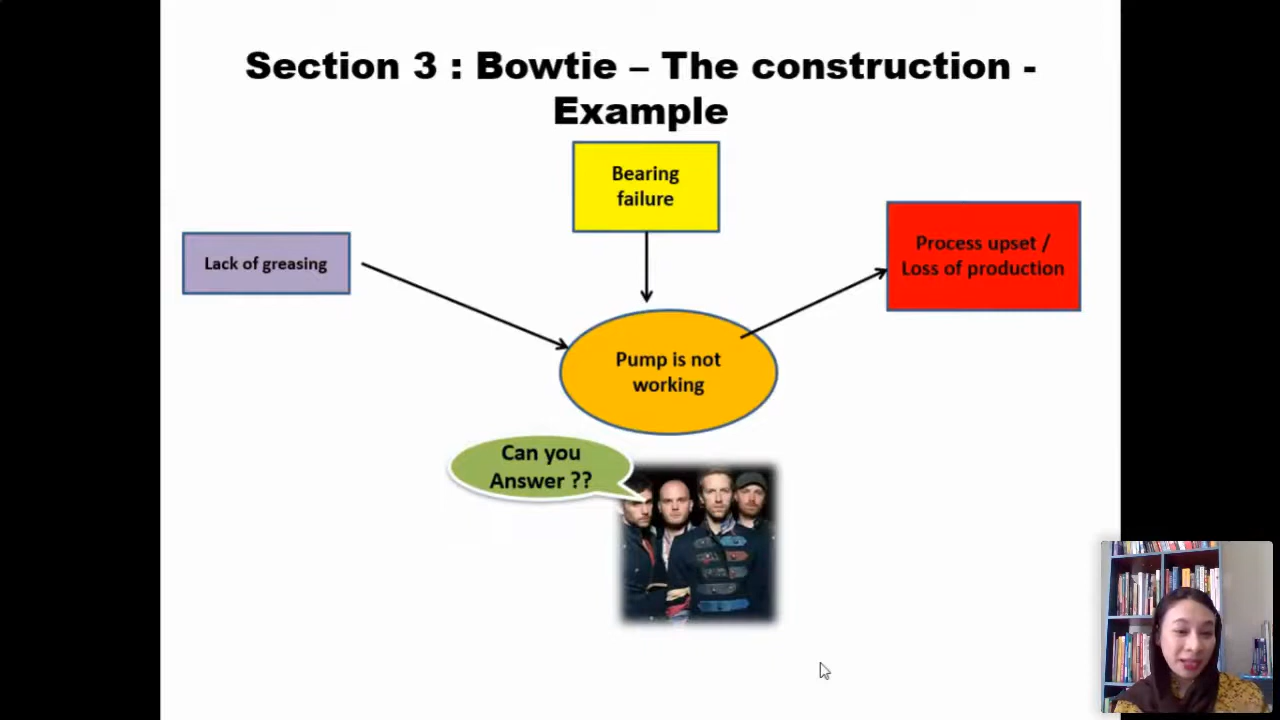 Section 3 : Bowtie – The construction -
Example
Bearing
failure
Process upset /
Loss of production
Lack of greasing
Pump is not
working
Can you
Answer ??